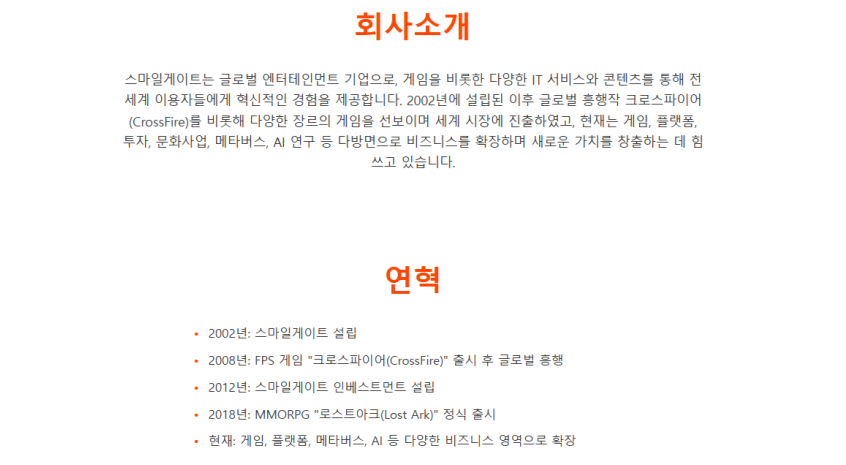 회사소개
스마일게이트는 글로벌 엔터테인먼트 기업으로, 게임을 비롯한 다양한 IT 서비스와 콘텐츠를 통해 전
세계 이용자들에게 혁신적인 경험을 제공합니다. 2002년에 설립된 이후 글로벌 흥행작 크로스파이어
(CrossFire)를 비롯해 다양한 장르의 게임을 선보이며 세계 시장에 진출하였고, 현재는 게임, 플랫폼,
투자, 문화사업, 메타버스, AI 연구 등 다방면으로 비즈니스를 확장하며 새로운 가치를 창출하는 데 힘
쓰고 있습니다.
연혁
• 2002년: 스마일게이트 설립
• 2008년: FPS 게임 "크로스파이어(CrossFire)" 출시 후 글로벌 흥행
• 2012년: 스마일게이트 인베스트먼트 설립
• 2018년: MMORPG "로스트아크(Lost Ark)" 정식 출시
• 현재: 게임, 플랫폼, 메타버스, AI 등 다양한 비즈니스 영역으로 확장